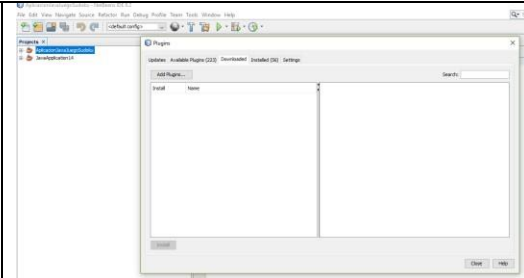 AplicacionJavaJuegoSudoku - NetBeans IDE 8.2
File Edit View Navigate Source Refactor Run Debug Profile Team Tools Window Help
<default config>
Projects
AplicacionJavaJuegoSudoku
JavaApplication14
Plugins
Updates Available Plugins (223) Downloaded Installed (56) Settings
Add Plugins...
Search:
Install Name
Install
Close Help